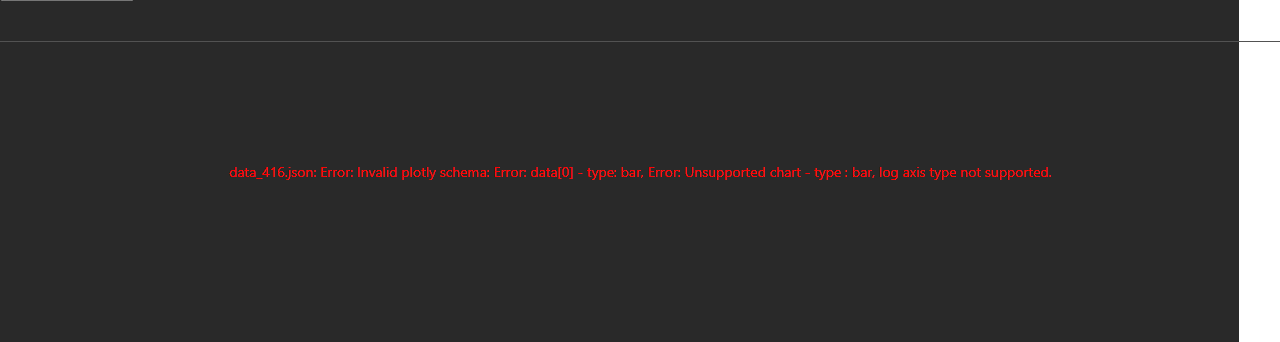 data_416.json: Error: Invalid plotly schema: Error: data[0] - type: bar, Error: Unsupported chart - type : bar, log axis type not supported.